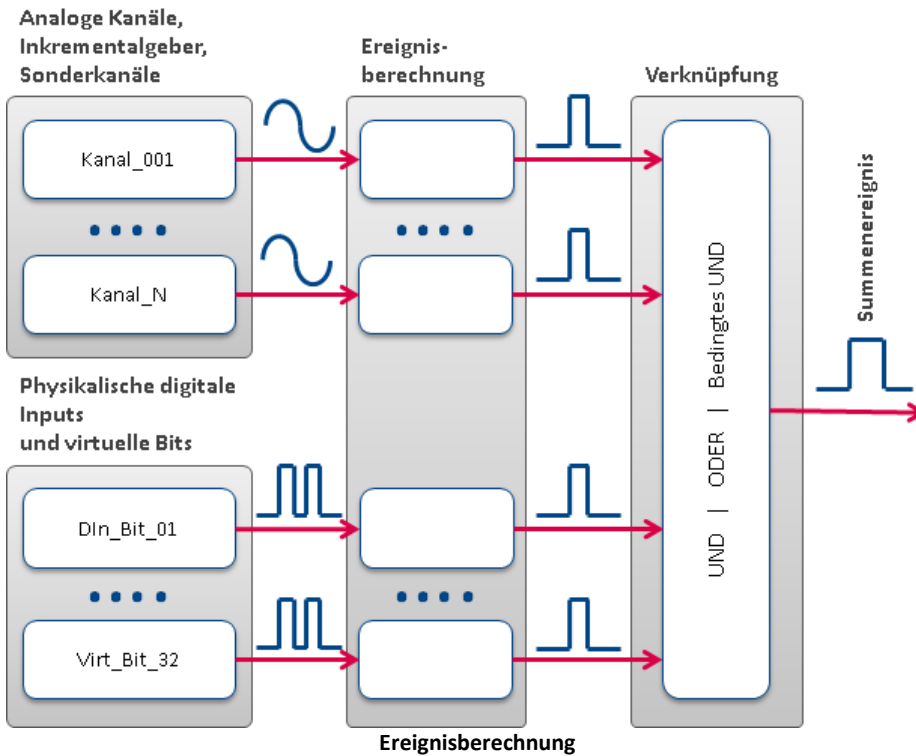 Analoge Kanäle,
Inkrementalgeber,
Sonderkanäle
Ereignis-
berechnung
Verknüpfung
Kanal_001
Kanal_N
Physikalische digitale
Inputs
und virtuelle Bits
DIn_Bit_01
Virt_Bit_32
UND | ODER | Bedingtes UND
Summenereignis
Ereignisberechnung